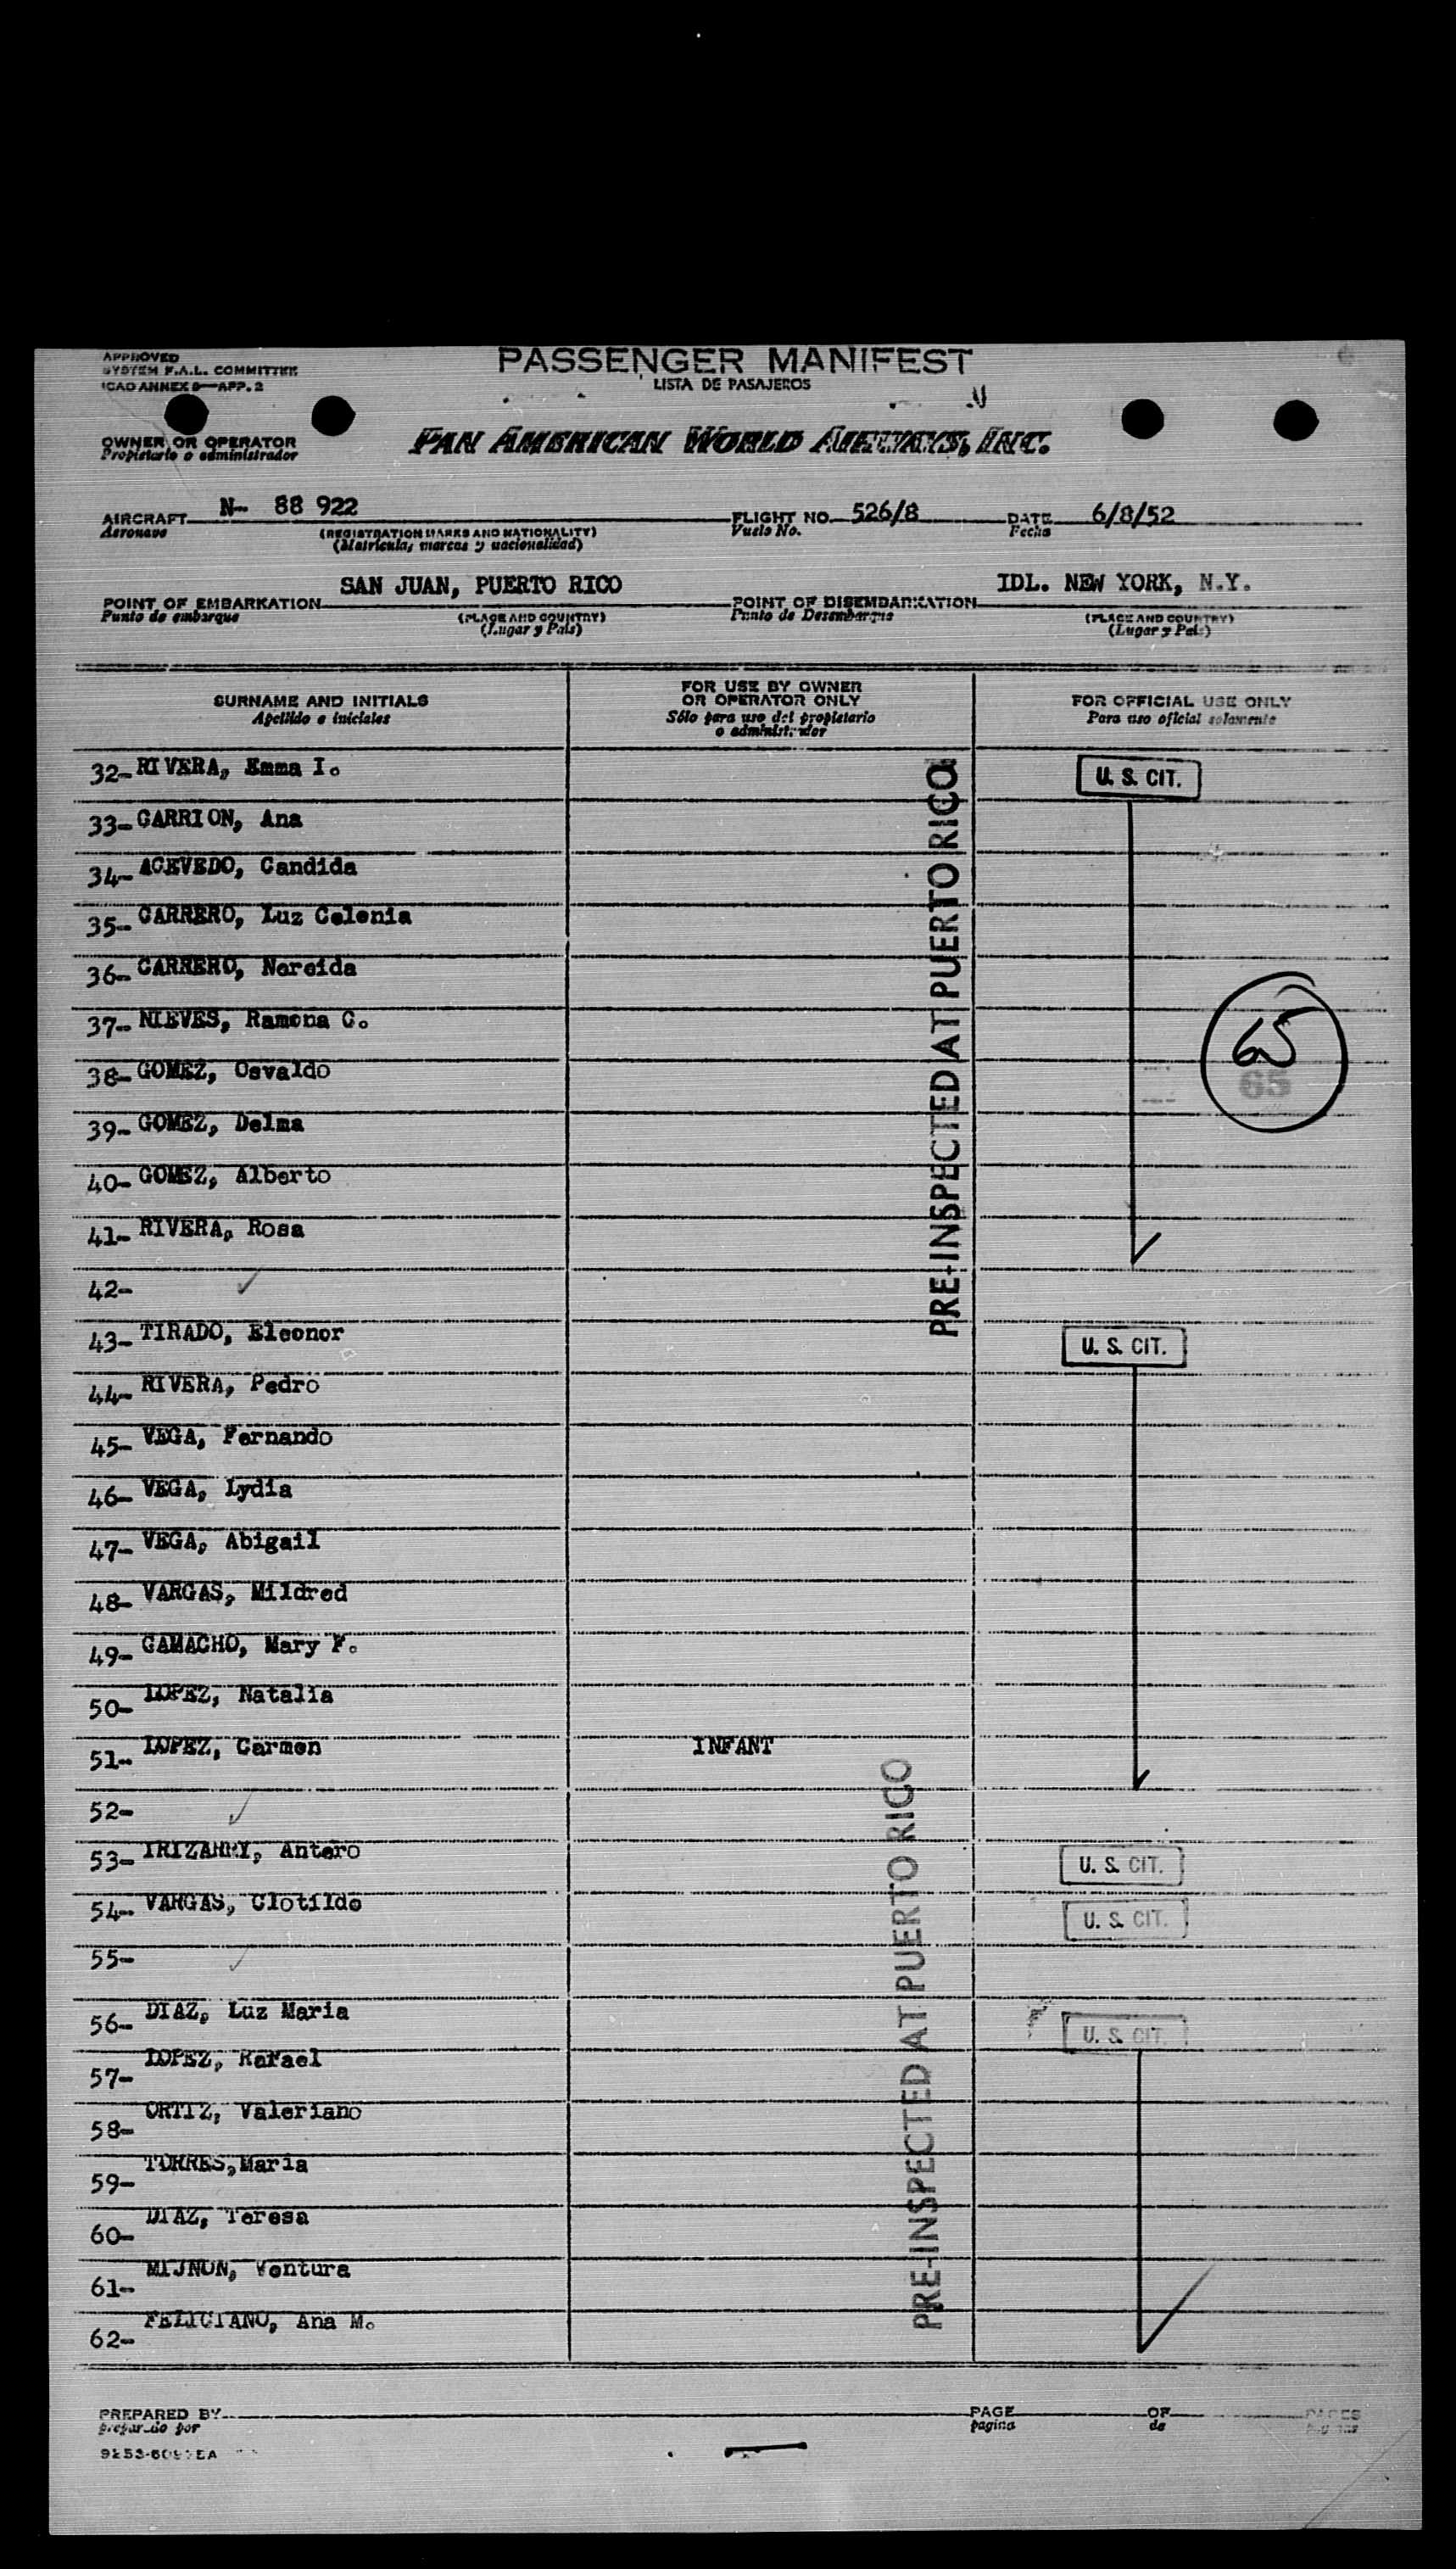 APPROVED
SYSTEM F.A.L. COMMITTEE
ICAO ANNEX 9—APP. 2
PASSENGER MANIFEST
LISTA DE PASAJEROS
OWNER OR OPERATOR
Propietario o administrador
PAN AMERICAN WORLD AIRWAYS, INC.
AIRCRAFT N- 88 922 FLIGHT NO. 526/8 DATE 6/8/52
Aeronave (REGISTRATION MARKS AND NATIONALITY) Vuelo No. Fecha
(Matrícula, marcas y nacionalidad)
SAN JUAN, PUERTO RICO IDL. NEW YORK, N.Y.
POINT OF EMBARKATION POINT OF DISEMBARKATION
Punto de embarque (PLACE AND COUNTRY) Punto de Desembarque (PLACE AND COUNTRY)
(Lugar y País) (Lugar y País)
SURNAME AND INITIALS
Apellido e iniciales
FOR USE BY OWNER
OR OPERATOR ONLY
Sólo para uso del propietario
o administrador
FOR OFFICIAL USE ONLY
Para uso oficial solamente
32- RIVERA, Emma I. U. S. CIT.
33- CARRION, Ana
34- ACEVEDO, Candida
35- CARRERO, Luz Celenia
36- CARRERO, Nereida
37- NIEVES, Ramona C.
38- GOMEZ, Osvaldo
39- GOMEZ, Delma
40- GOMEZ, Alberto
41- RIVERA, Rosa
42-
PRE-INSPECTED AT PUERTO RICO
65
65
43- TIRADO, Eleonor U. S. CIT.
44- RIVERA, Pedro
45- VEGA, Fernando
46- VEGA, Lydia
47- VEGA, Abigail
48- VARGAS, Mildred
49- CAMACHO, Mary F.
50- LOPEZ, Natalia
51- LOPEZ, Carmen INFANT
52-
53- IRIZARRY, Antero U. S. CIT.
54- VARGAS, Clotilde U. S. CIT.
55-
56- DIAZ, Luz Maria U. S. CIT.
57- LOPEZ, Rafael
58- ORTIZ, Valeriano
59- TORRES, Maria
60- DIAZ, Teresa
61- MIJNON, Ventura
62- FELICIANO, Ana M.
PRE-INSPECTED AT PUERTO RICO
PREPARED BY PAGE OF PAGES
preparado por pagina de